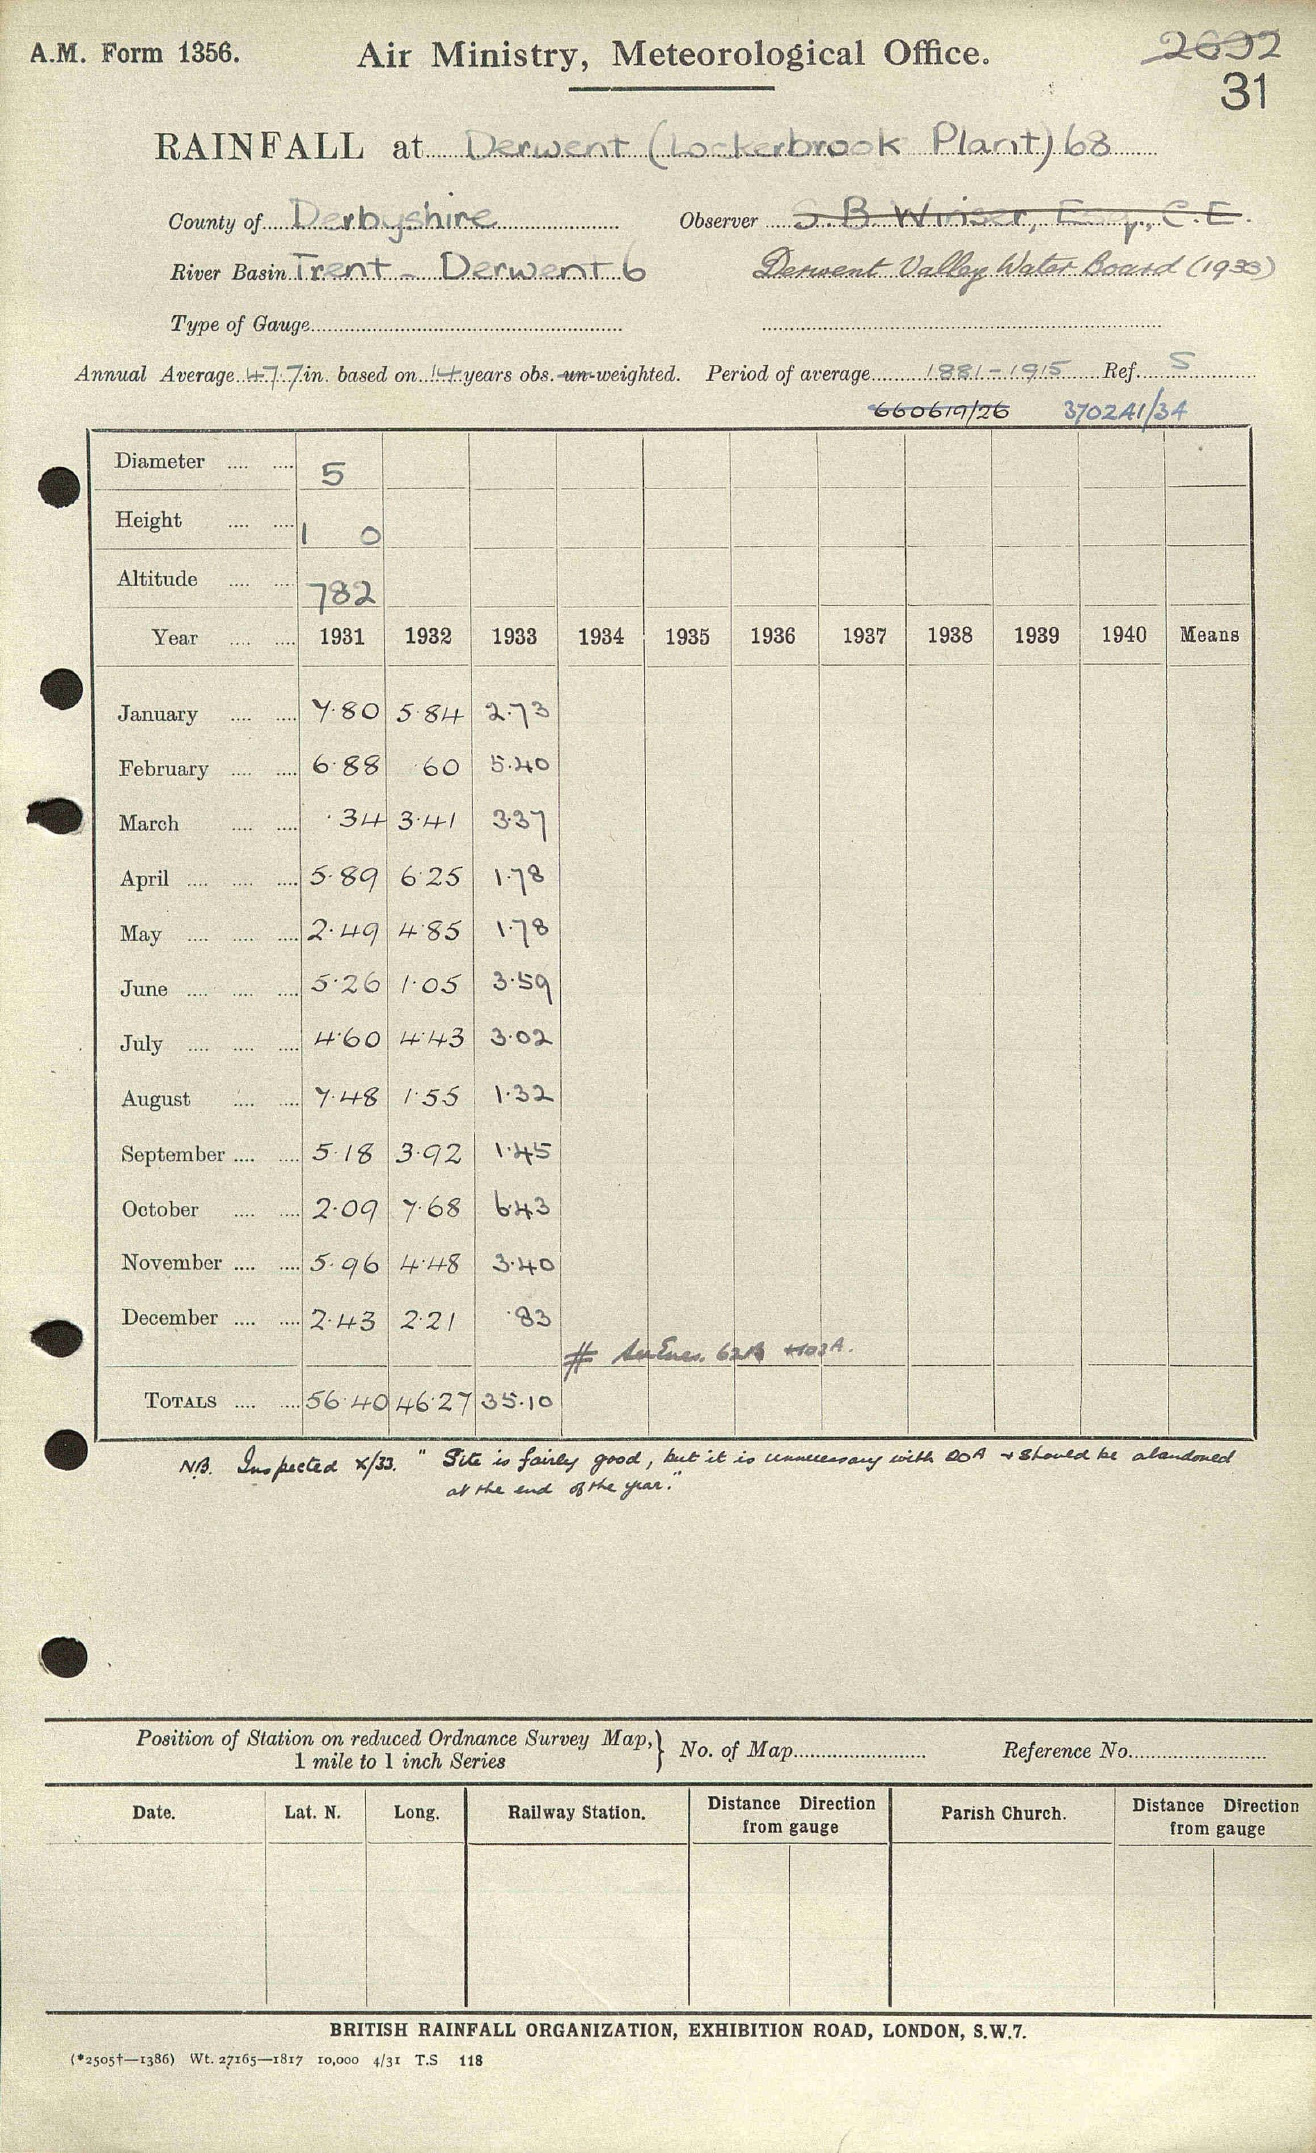 A.M. Form 1356. Air Ministry, Meteorological Office. 2692
31
RAINFALL at Derwent (Lockerbrook Plant) 68
County of Derbyshire Observer S.B. Winser, Esq., C.E.
River Basin Trent - Derwent 6 Derwent Valley Water Board (1933)
Type of Gauge
Annual Average 47.7 in. based on 14 years obs. un-weighted. Period of average 1881-1915 Ref. S
660619/26 370241/34
Diameter 5
Height 1 0
Altitude 782
Year 1931 1932 1933 1934 1935 1936 1937 1938 1939 1940 Means
January 7.80 5.84 2.73
February 6.88 .60 5.40
March .34 3.41 3.37
April 5.89 6.25 1.78
May 2.49 4.85 1.78
June 5.26 1.05 3.59
July 4.60 4.43 3.02
August 7.48 1.55 1.32
September 5.18 3.92 1.45
October 2.09 7.68 6.43
November 5.96 4.48 3.40
December 2.43 2.21 .83
#
TOTALS 56.40 46.27 35.10
NB. Inspected X/33. "Site is fairly good, but it is unnecessary with & should be abandoned
at the end of the year."
Position of Station on reduced Ordnance Survey Map, } No. of Map Reference No.
1 mile to 1 inch Series
Date. Lat. N. Long. Railway Station. Distance Direction from gauge Parish Church. Distance Direction from gauge
BRITISH RAINFALL ORGANIZATION, EXHIBITION ROAD, LONDON, S.W.7.
(*2505†—1386) Wt. 27165—1817 10,000 4/31 T.S 118